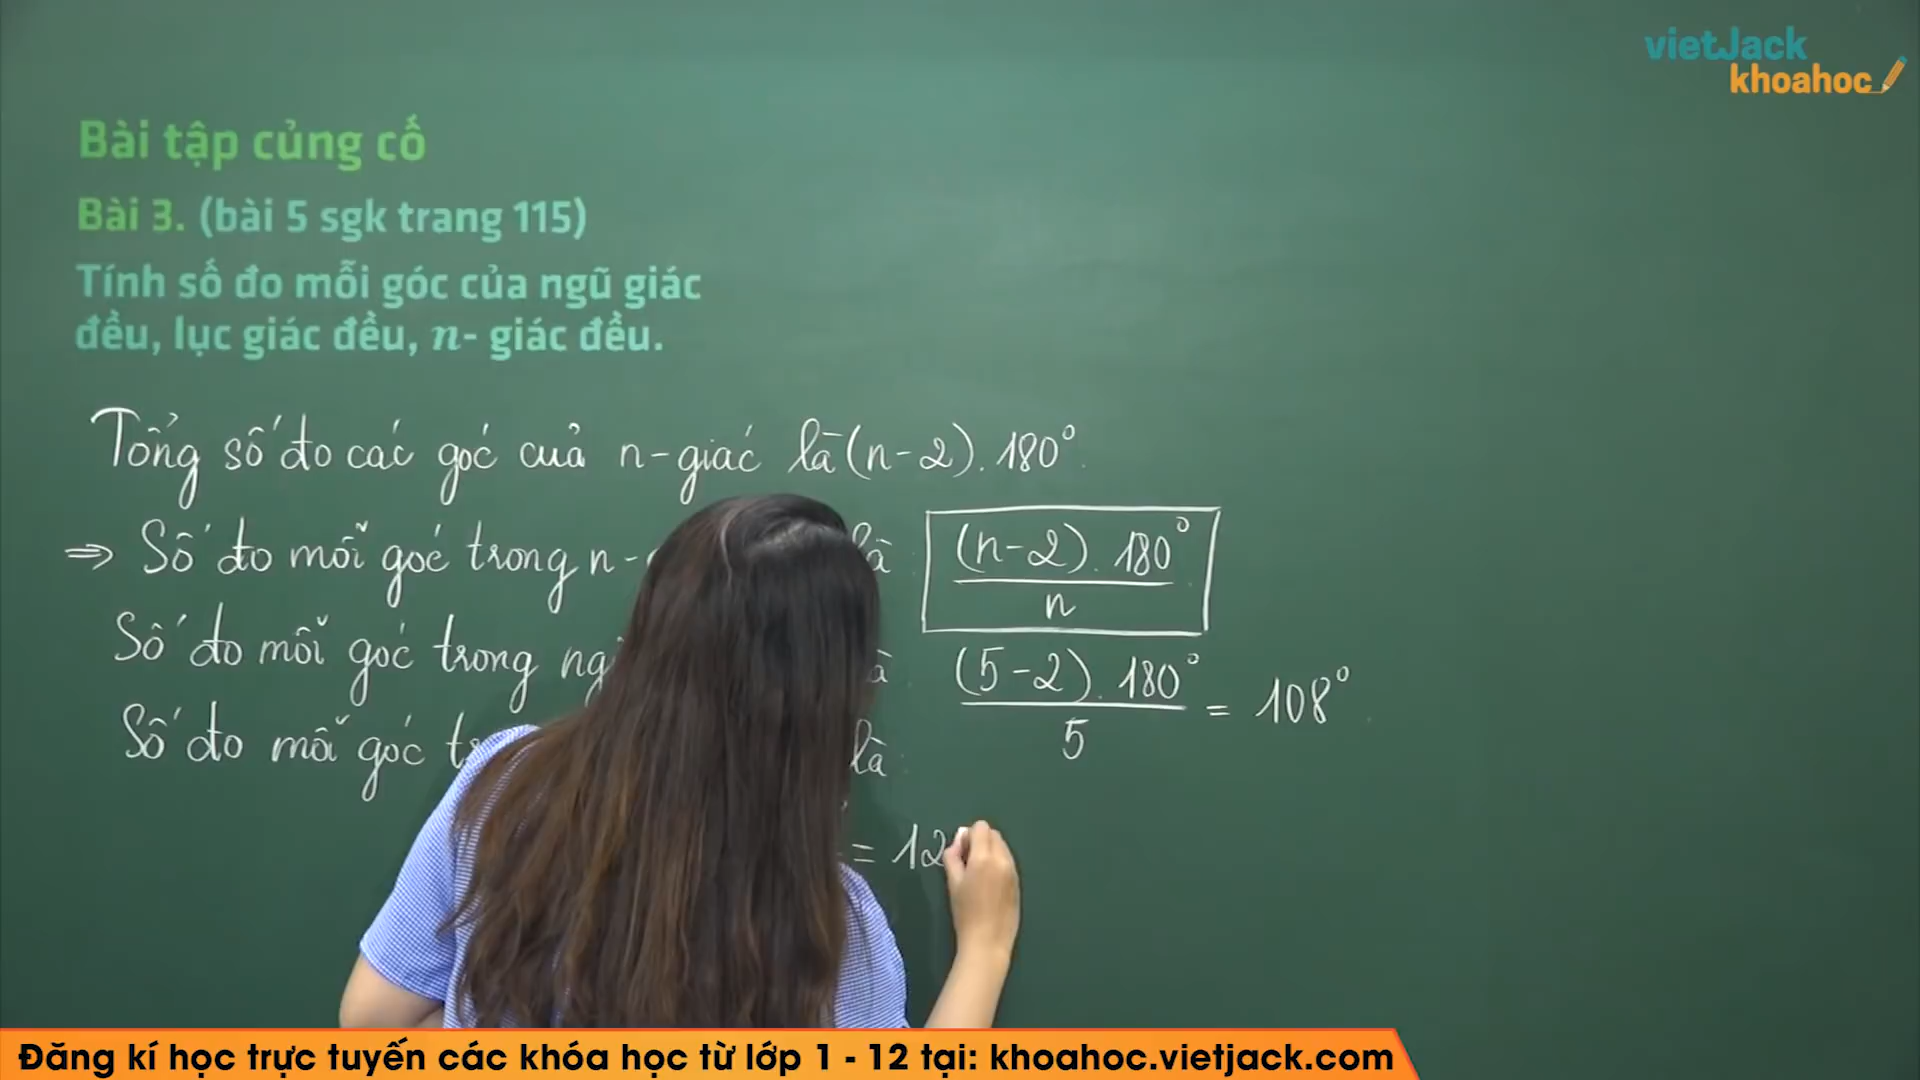 vietJack
khoahoc
Bài tập củng cố
Bài 3. (bài 5 sgk trang 115)
Tính số đo mỗi góc của ngũ giác
đều, lục giác đều, n- giác đều.
Tổng số đo các góc của n-giác là (n-2). 180°.
⇒ Số đo mỗi góc trong n- là (n-2). 180° / n
Số đo mỗi góc trong (5-2). 180° / 5 = 108°.
Số đo mỗi góc là
= 12
Đăng kí học trực tuyến các khóa học từ lớp 1 - 12 tại: khoahoc.vietjack.com